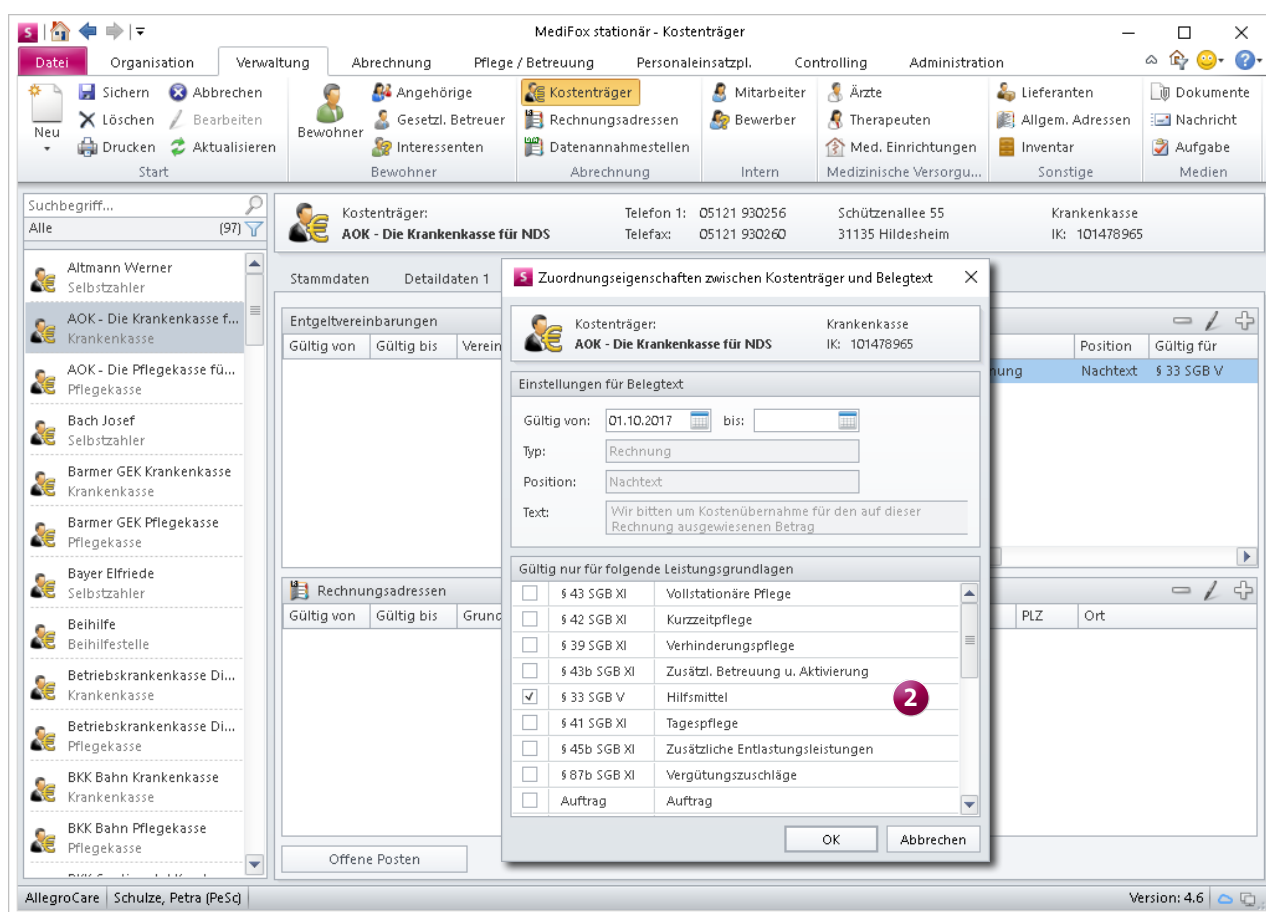 MediFox stationär - Kostenträger
Datei Organisation Verwaltung Abrechnung Pflege / Betreuung Personaleinsatzpl. Controlling Administration
Neu
Sichern Abbrechen
Löschen Bearbeiten
Drucken Aktualisieren
Start
Bewohner
Angehörige
Gesetzl. Betreuer
Interessenten
Bewohner
Kostenträger
Rechnungsadressen
Datenannahmestellen
Abrechnung
Mitarbeiter
Bewerber
Intern
Ärzte
Therapeuten
Med. Einrichtungen
Medizinische Versorgu...
Lieferanten
Allgem. Adressen
Inventar
Sonstige
Dokumente
Nachricht
Aufgabe
Medien
Suchbegriff...
Alle (97)
Altmann Werner
Selbstzahler
AOK - Die Krankenkasse f...
Krankenkasse
AOK - Die Pflegekasse fü...
Pflegekasse
Bach Josef
Selbstzahler
Barmer GEK Krankenkasse
Krankenkasse
Barmer GEK Pflegekasse
Pflegekasse
Bayer Elfriede
Selbstzahler
Beihilfe
Beihilfestelle
Betriebskrankenkasse Di...
Krankenkasse
Betriebskrankenkasse Di...
Pflegekasse
BKK Bahn Krankenkasse
Krankenkasse
BKK Bahn Pflegekasse
Pflegekasse
Kostenträger: Telefon 1: 05121 930256 Schützenallee 55 Krankenkasse
AOK - Die Krankenkasse für NDS Telefax: 05121 930260 31135 Hildesheim IK: 101478965
Stammdaten Detaildaten 1
Entgeltvereinbarungen
Gültig von Gültig bis Verein
Position Gültig für
nung Nachtext § 33 SGB V
Rechnungsadressen
Gültig von Gültig bis Grund
PLZ Ort
Offene Posten
S Zuordnungseigenschaften zwischen Kostenträger und Belegtext
Kostenträger: Krankenkasse
AOK - Die Krankenkasse für NDS IK: 101478965
Einstellungen für Belegtext
Gültig von: 01.10.2017 bis:
Typ: Rechnung
Position: Nachtext
Text: Wir bitten um Kostenübernahme für den auf dieser
Rechnung ausgewiesenen Betrag
Gültig nur für folgende Leistungsgrundlagen
§ 43 SGB XI Vollstationäre Pflege
§ 42 SGB XI Kurzzeitpflege
§ 39 SGB XI Verhinderungspflege
§ 43b SGB XI Zusätzl. Betreuung u. Aktivierung
§ 33 SGB V Hilfsmittel 2
§ 41 SGB XI Tagespflege
§ 45b SGB XI Zusätzliche Entlastungsleistungen
§ 87b SGB XI Vergütungszuschläge
Auftrag Auftrag
OK Abbrechen
AllegroCare Schulze, Petra (PeSc) Version: 4.6